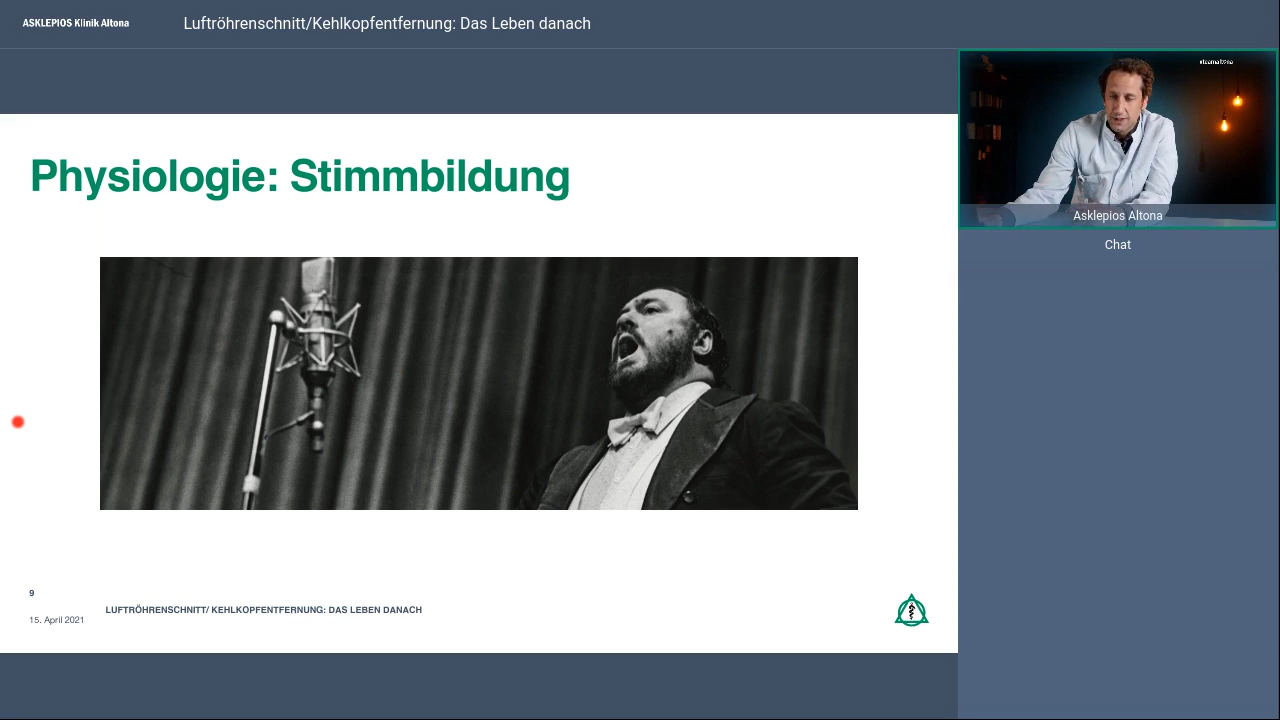 ASKLEPIOS Klinik Altona
Luftröhrenschnitt/Kehlkopfentfernung: Das Leben danach
#teamaltona
Asklepios Altona
Chat
Physiologie: Stimmbildung
9
LUFTRÖHRENSCHNITT/ KEHLKOPFENTFERNUNG: DAS LEBEN DANACH
15. April 2021